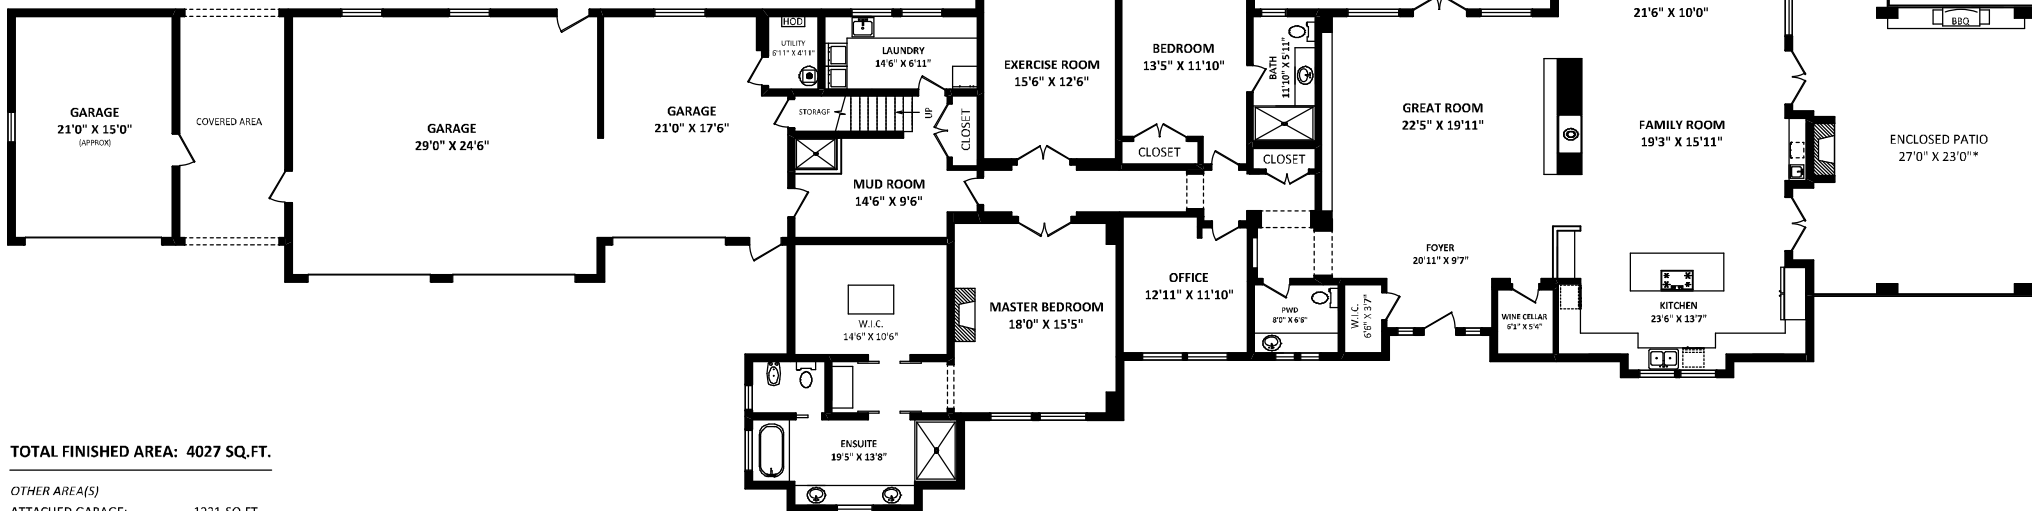 GARAGE
21'0" X 15'0"
(APPROX)
COVERED AREA
GARAGE
29'0" X 24'6"
GARAGE
21'0" X 17'6"
HOD
UTILITY
6'11" X 4'11"
LAUNDRY
14'6" X 6'11"
STORAGE
UP
CLOSET
MUD ROOM
14'6" X 9'6"
EXERCISE ROOM
15'6" X 12'6"
BEDROOM
13'5" X 11'10"
CLOSET
BATH
11'10" X 5'11"
CLOSET
GREAT ROOM
22'5" X 19'11"
21'6" X 10'0"
FAMILY ROOM
19'3" X 15'11"
BBQ
ENCLOSED PATIO
27'0" X 23'0"*
FOYER
20'11" X 9'7"
OFFICE
12'11" X 11'10"
MASTER BEDROOM
18'0" X 15'5"
W.I.C.
14'6" X 10'6"
PWD
8'0" X 6'6"
W.I.C.
6'6" X 3'7"
WINE CELLAR
6'1" X 5'4"
KITCHEN
23'6" X 13'7"
ENSUITE
19'5" X 13'8"
TOTAL FINISHED AREA: 4027 SQ.FT.
OTHER AREA(S)
ATTACHED GARAGE: 1221 SQ.FT.